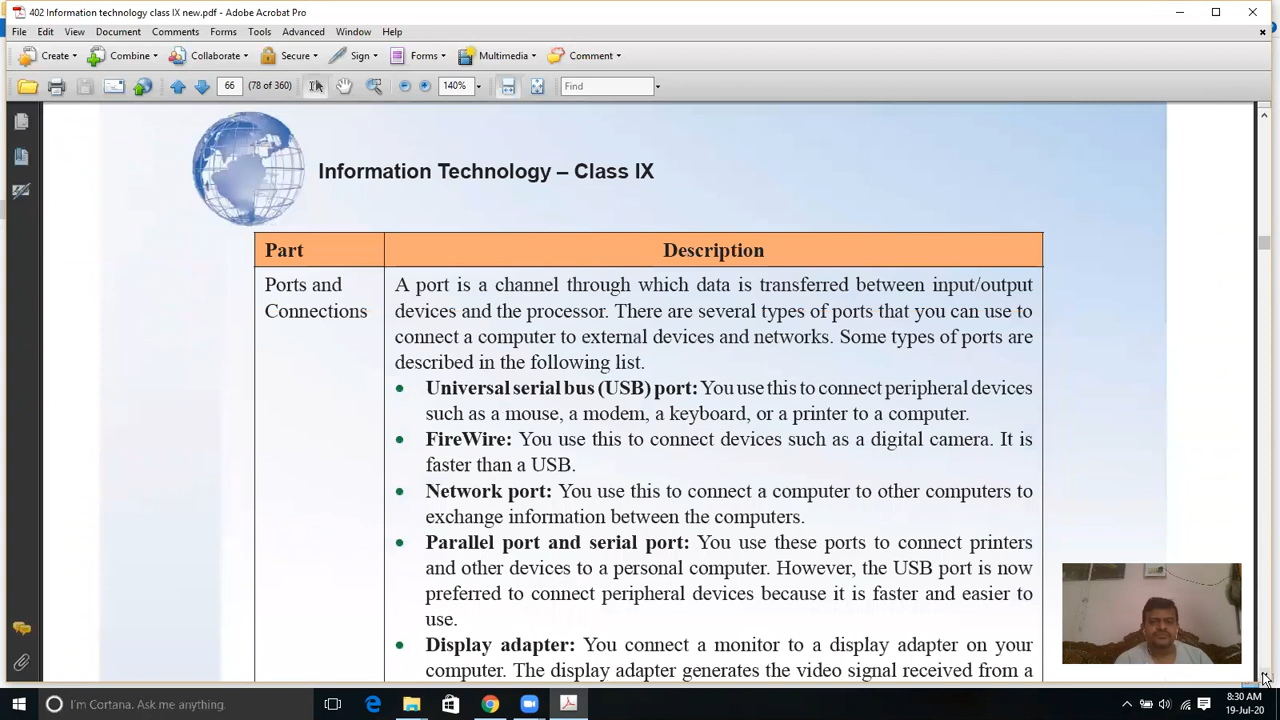 402 Information technology class IX new.pdf - Adobe Acrobat Pro
File Edit View Document Comments Forms Tools Advanced Window Help
Create Combine Collaborate Secure Sign Forms Multimedia Comment
66 (78 of 360) 140% Find
Information Technology – Class IX
Part Description
Ports and Connections
A port is a channel through which data is transferred between input/output
devices and the processor. There are several types of ports that you can use to
connect a computer to external devices and networks. Some types of ports are
described in the following list.
• Universal serial bus (USB) port: You use this to connect peripheral devices
such as a mouse, a modem, a keyboard, or a printer to a computer.
• FireWire: You use this to connect devices such as a digital camera. It is
faster than a USB.
• Network port: You use this to connect a computer to other computers to
exchange information between the computers.
• Parallel port and serial port: You use these ports to connect printers
and other devices to a personal computer. However, the USB port is now
preferred to connect peripheral devices because it is faster and easier to
use.
• Display adapter: You connect a monitor to a display adapter on your
computer. The display adapter generates the video signal received from a
I'm Cortana. Ask me anything.
8:30 AM
19-Jul-20